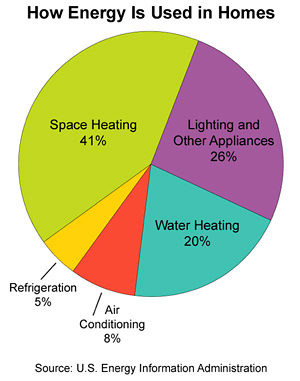 How Energy Is Used in Homes
Space Heating
41%
Lighting and
Other Appliances
26%
Water Heating
20%
Refrigeration
5%
Air
Conditioning
8%
Source: U.S. Energy Information Administration